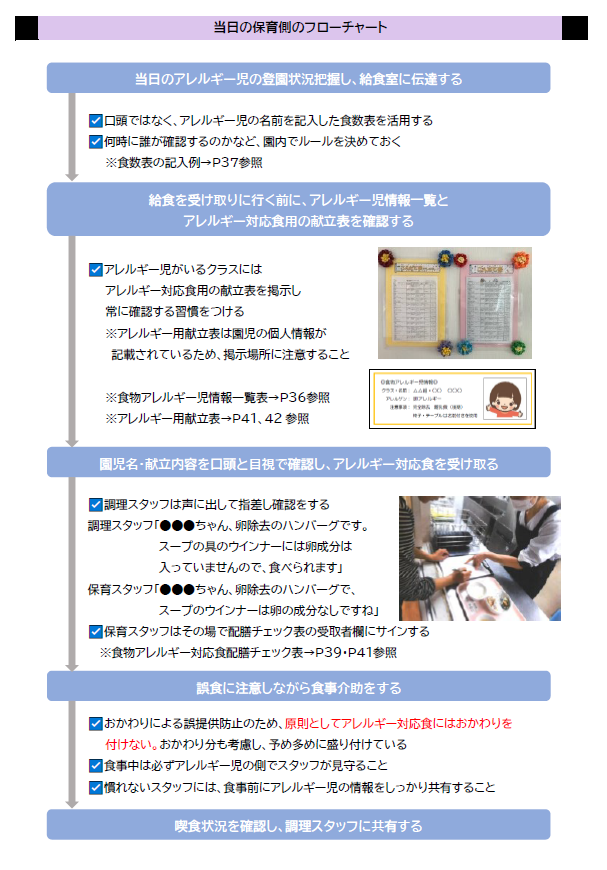 当日の保育側のフローチャート
当日のアレルギー児の登園状況把握し、給食室に伝達する
口頭ではなく、アレルギー児の名前を記入した食数表を活用する
何時に誰が確認するのかなど、園内でルールを決めておく
※食数表の記入例→P37参照
給食を受け取りに行く前に、アレルギー児情報一覧と
アレルギー対応食用の献立表を確認する
アレルギー児がいるクラスには
アレルギー対応食用の献立表を掲示し
常に確認する習慣をつける
※アレルギー用献立表は園児の個人情報が
記載されているため、掲示場所に注意すること
※食物アレルギー児情報一覧表→P36参照
※アレルギー用献立表→P41、42参照
食物アレルギー児情報
クラス・名前：△△組・〇〇 〇〇〇
アレルゲン：卵アレルギー
園児名・献立内容を口頭と目視で確認し、アレルギー対応食を受け取る
調理スタッフは声に出して指差し確認をする
調理スタッフ「●●●ちゃん、卵除去のハンバーグです。
スープの具のウインナーには卵成分は
入っていませんので、食べられます」
保育スタッフ「●●●ちゃん、卵除去のハンバーグで、
スープのウインナーは卵の成分なしですね」
保育スタッフはその場で配膳チェック表の受取者欄にサインする
※食物アレルギー対応食配膳チェック表→P39・P41参照
誤食に注意しながら食事介助をする
おかわりによる誤提供防止のため、原則としてアレルギー対応食にはおかわりを
付けない。おかわり分も考慮し、予め多めに盛り付けている
食事中は必ずアレルギー児の側でスタッフが見守ること
慣れないスタッフには、食事前にアレルギー児の情報をしっかり共有すること
喫食状況を確認し、調理スタッフに共有する